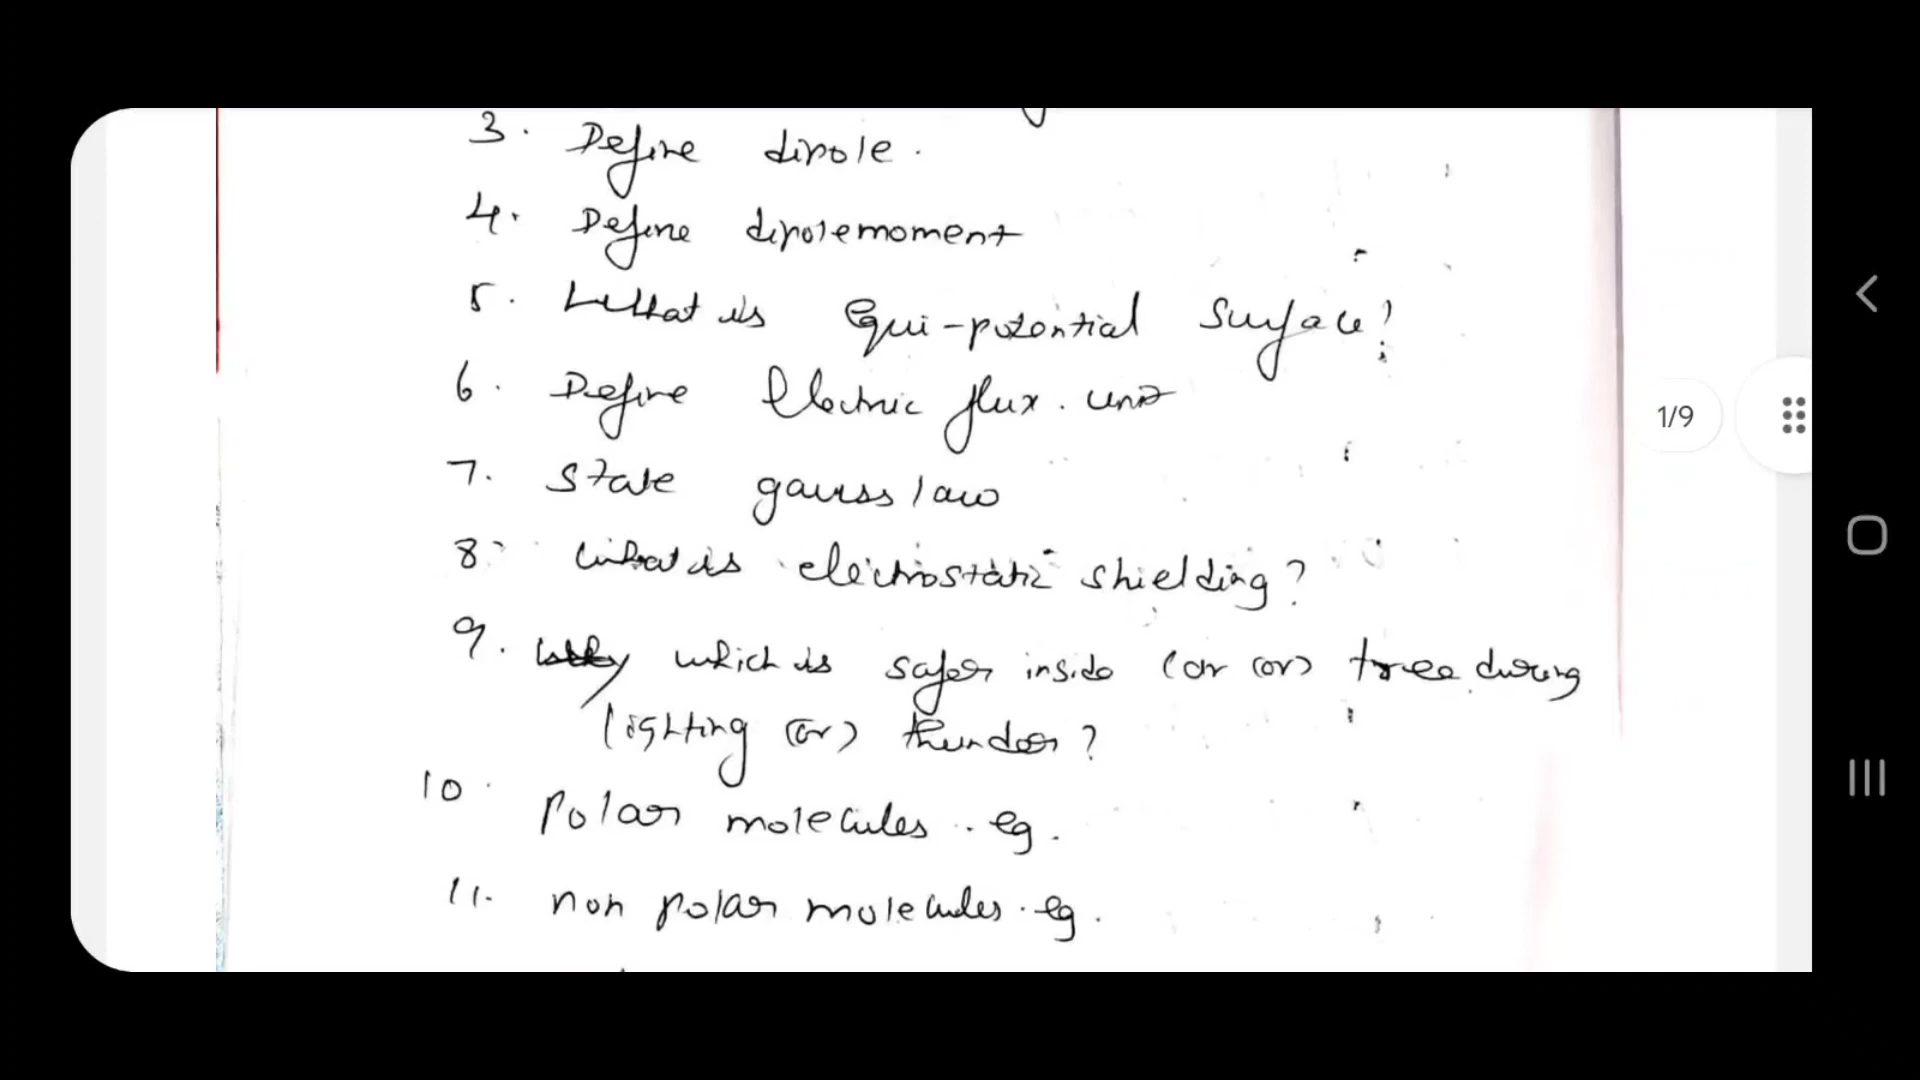 3. Define dipole.
4. Define dipolemoment
5. What is Equi-potential Surface?
6. Define Electric flux. unit
7. State gauss law
8. what is electrostatic shielding?
9. why which is safer inside car (or) tree during
lighting (or) thunder?
10. Polar molecules. eg.
11. non polar molecules. eg.
1/9